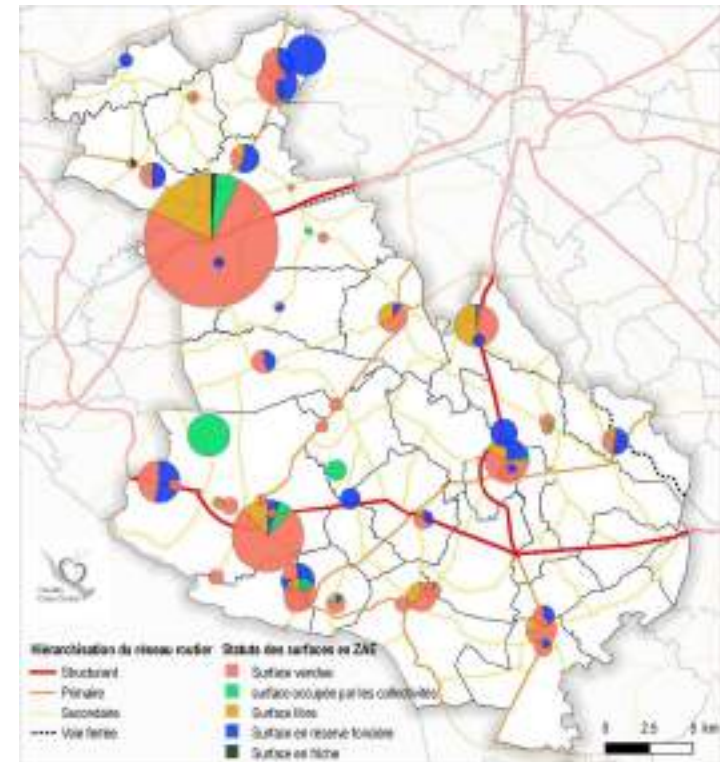 Hiérarchisation du réseau routier
Structurant
Primaire
Secondaire
Voie ferrée
Statuts des surfaces en ZAE
Surface vendue
surface occupée par les collectivités
Surface libre
Surface en réserve foncière
Surface en friche
0 2.5 5 km